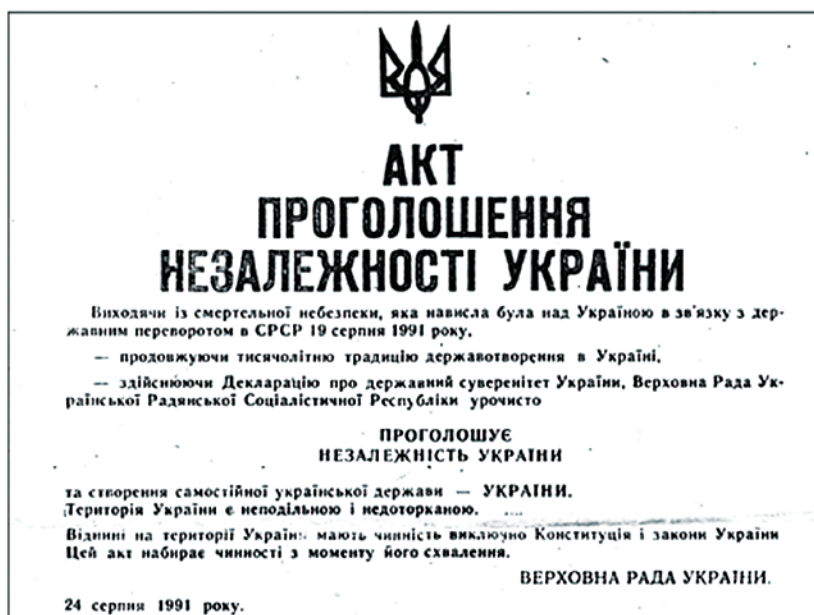 АКТ
ПРОГОЛОШЕННЯ
НЕЗАЛЕЖНОСТІ УКРАЇНИ
Виходячи із смертельної небезпеки, яка нависла була над Україною в зв'язку з дер-
жавним переворотом в СРСР 19 серпня 1991 року,
— продовжуючи тисячолітню традицію державотворення в Україні,
— здійснюючи Декларацію про державний суверенітет України, Верховна Рада Ук-
раїнської Радянської Соціалістичної Республіки урочисто
ПРОГОЛОШУЄ
НЕЗАЛЕЖНІСТЬ УКРАЇНИ
та створення самостійної української держави — УКРАЇНИ.
Територія України є неподільною і недоторканою.
Віднині на території України мають чинність виключно Конституція і закони України
Цей акт набирає чинності з моменту його схвалення.
ВЕРХОВНА РАДА УКРАЇНИ.
24 серпня 1991 року.